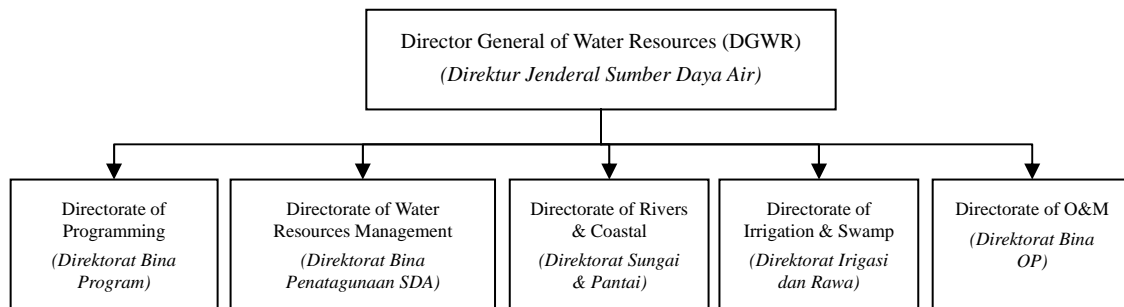 Director General of Water Resources (DGWR)
(Direktur Jenderal Sumber Daya Air)
Directorate of
Programming
(Direktorat Bina
Program)
Directorate of Water
Resources Management
(Direktorat Bina
Penatagunaan SDA)
Directorate of Rivers
& Coastal
(Direktorat Sungai
& Pantai)
Directorate of
Irrigation & Swamp
(Direktorat Irigasi
dan Rawa)
Directorate of O&M
(Direktorat Bina
OP)